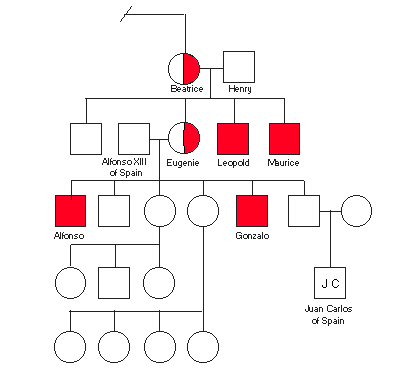 Beatrice
Henry
Alfonso XIII
of Spain
Eugenie
Leopold
Maurice
Alfonso
Gonzalo
J C
Juan Carlos
of Spain